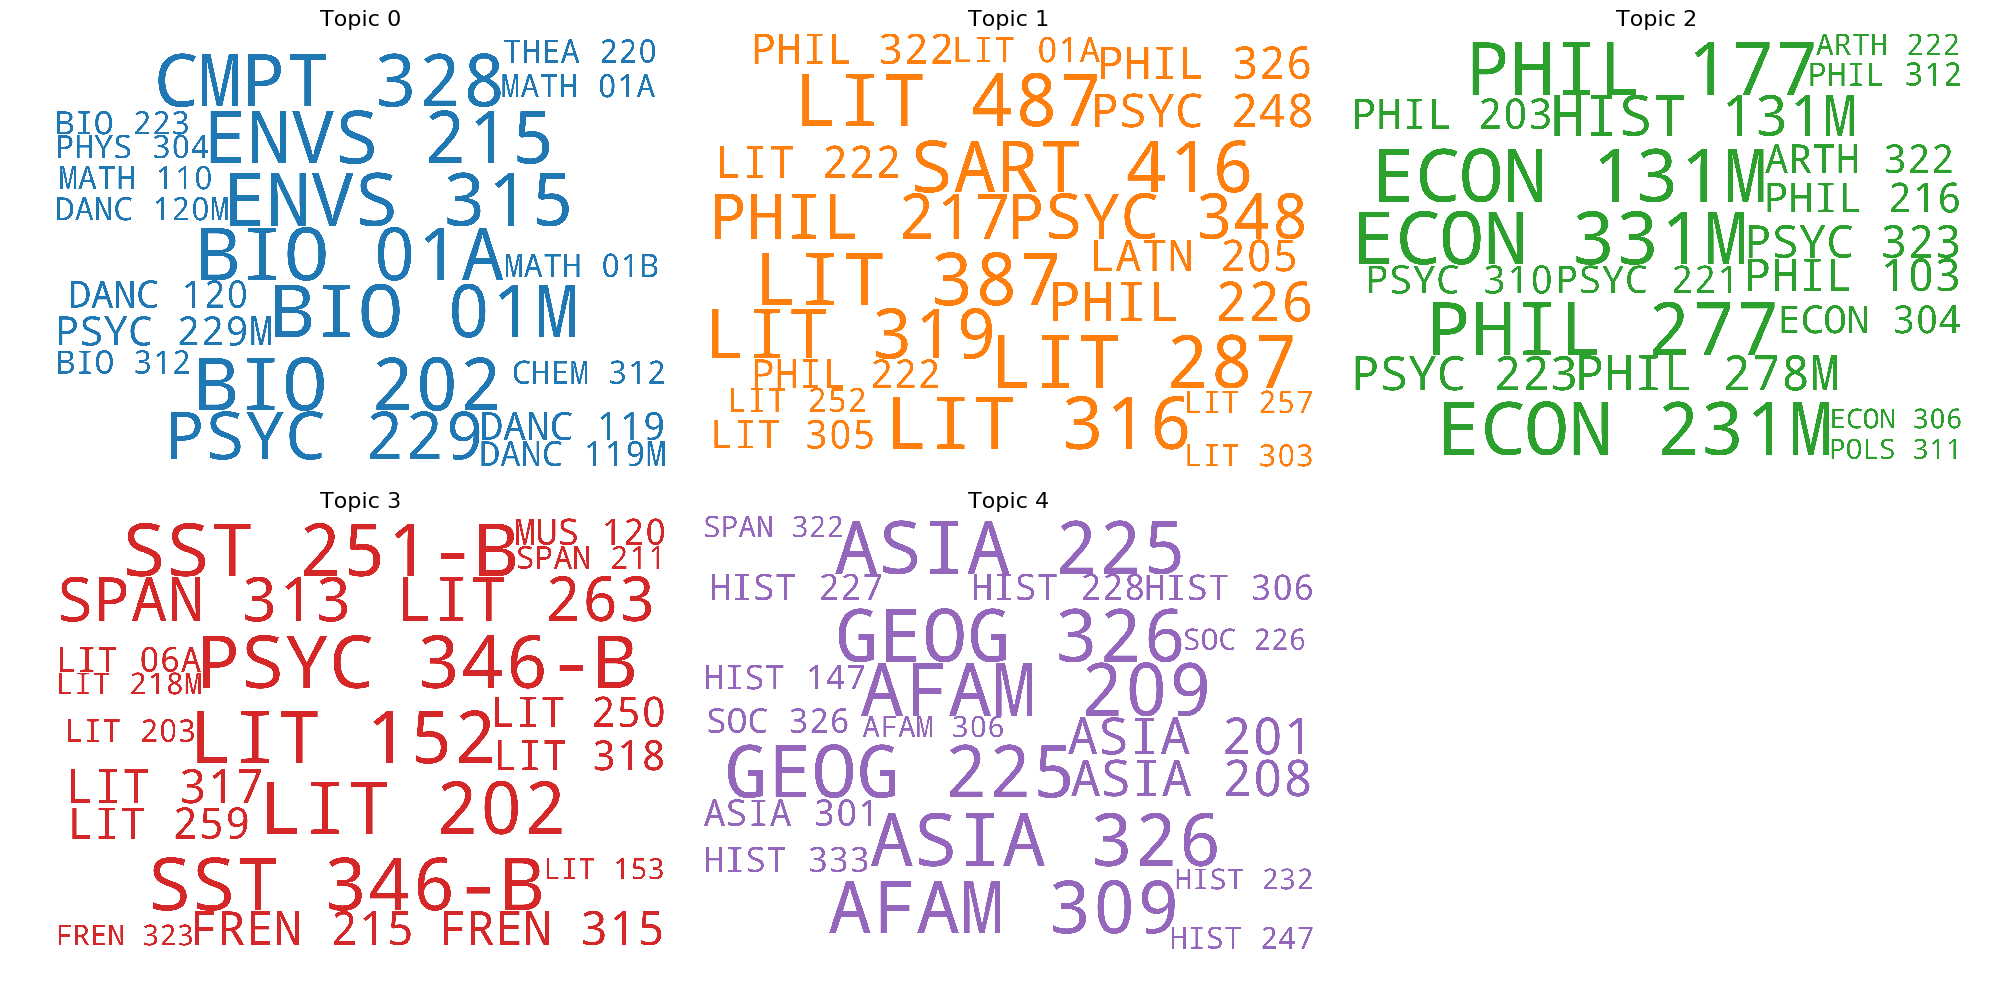 Topic 0
CMPT 328
THEA 220
MATH 01A
BIO 223
ENVS 215
PHYS 304
MATH 110
ENVS 315
DANC 120M
BIO 01A
MATH 01B
DANC 120
BIO 01M
PSYC 229M
BIO 312
BIO 202
CHEM 312
PSYC 229
DANC 119
DANC 119M
Topic 1
PHIL 322
LIT 01A
PHIL 326
LIT 487
PSYC 248
LIT 222
SART 416
PHIL 217
PSYC 348
LATN 205
LIT 387
PHIL 226
LIT 319
LIT 287
PHIL 222
LIT 252
LIT 316
LIT 257
LIT 305
LIT 303
Topic 2
PHIL 177
ARTH 222
PHIL 312
PHIL 203
HIST 131M
ECON 131M
ARTH 322
PHIL 216
ECON 331M
PSYC 323
PSYC 310
PSYC 221
PHIL 103
PHIL 277
ECON 304
PSYC 223
PHIL 278M
ECON 231M
ECON 306
POLS 311
Topic 3
SST 251-B
MUS 120
SPAN 211
SPAN 313
LIT 263
LIT 06A
PSYC 346-B
LIT 218M
LIT 250
LIT 203
LIT 152
LIT 318
LIT 317
LIT 202
LIT 259
SST 346-B
LIT 153
FREN 323
FREN 215
FREN 315
Topic 4
SPAN 322
ASIA 225
HIST 227
HIST 228
HIST 306
GEOG 326
SOC 226
HIST 147
AFAM 209
SOC 326
AFAM 306
ASIA 201
GEOG 225
ASIA 208
ASIA 301
ASIA 326
HIST 333
HIST 232
AFAM 309
HIST 247